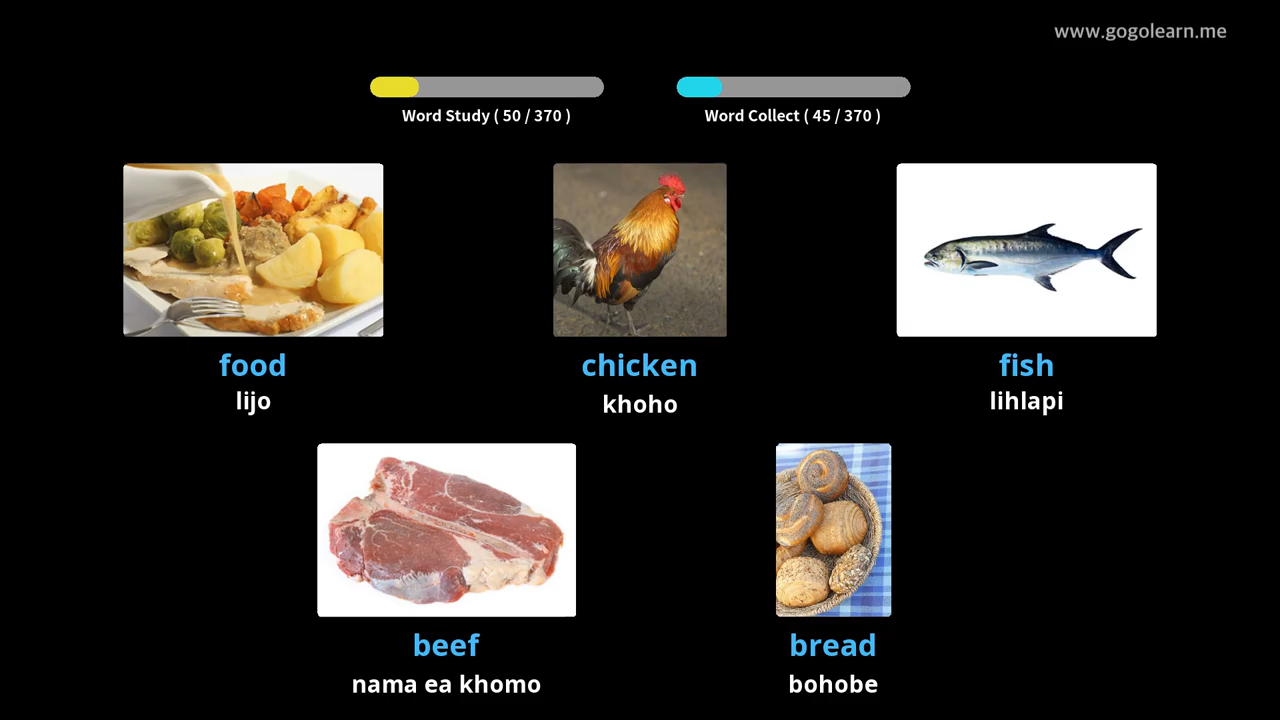 www.gogolearn.me
Word Study ( 50 / 370 )
Word Collect ( 45 / 370 )
food
lijo
chicken
khoho
fish
lihlapi
beef
nama ea khomo
bread
bohobe